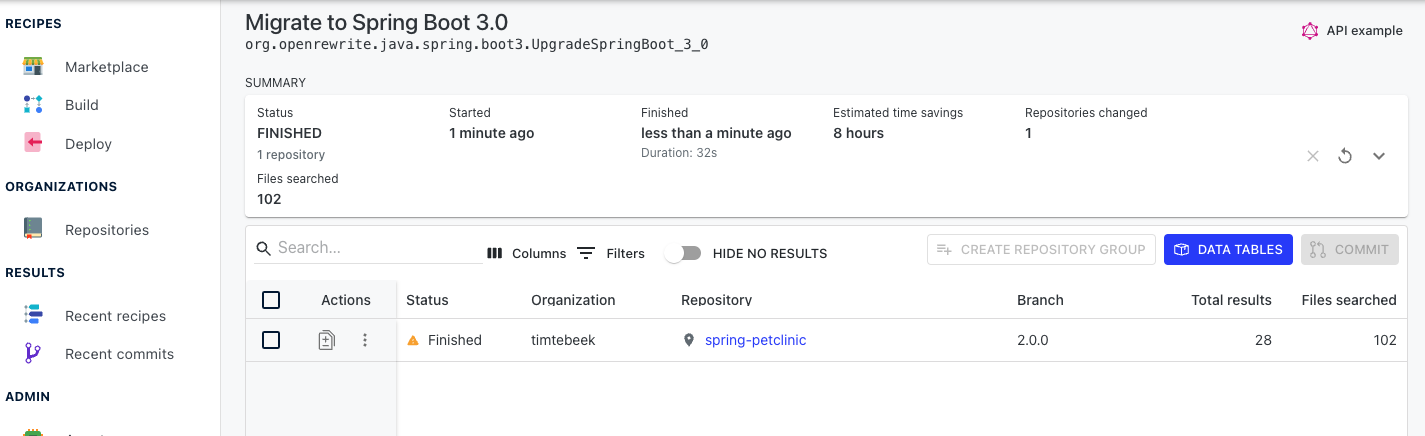 RECIPES
Marketplace
Build
Deploy
ORGANIZATIONS
Repositories
RESULTS
Recent recipes
Recent commits
ADMIN
Migrate to Spring Boot 3.0
org.openrewrite.java.spring.boot3.UpgradeSpringBoot_3_0
API example
SUMMARY
Status Started Finished Estimated time savings Repositories changed
FINISHED 1 minute ago less than a minute ago 8 hours 1
1 repository Duration: 32s
Files searched
102
Search... Columns Filters HIDE NO RESULTS CREATE REPOSITORY GROUP DATA TABLES COMMIT
Actions Status Organization Repository Branch Total results Files searched
Finished timtebeek spring-petclinic 2.0.0 28 102